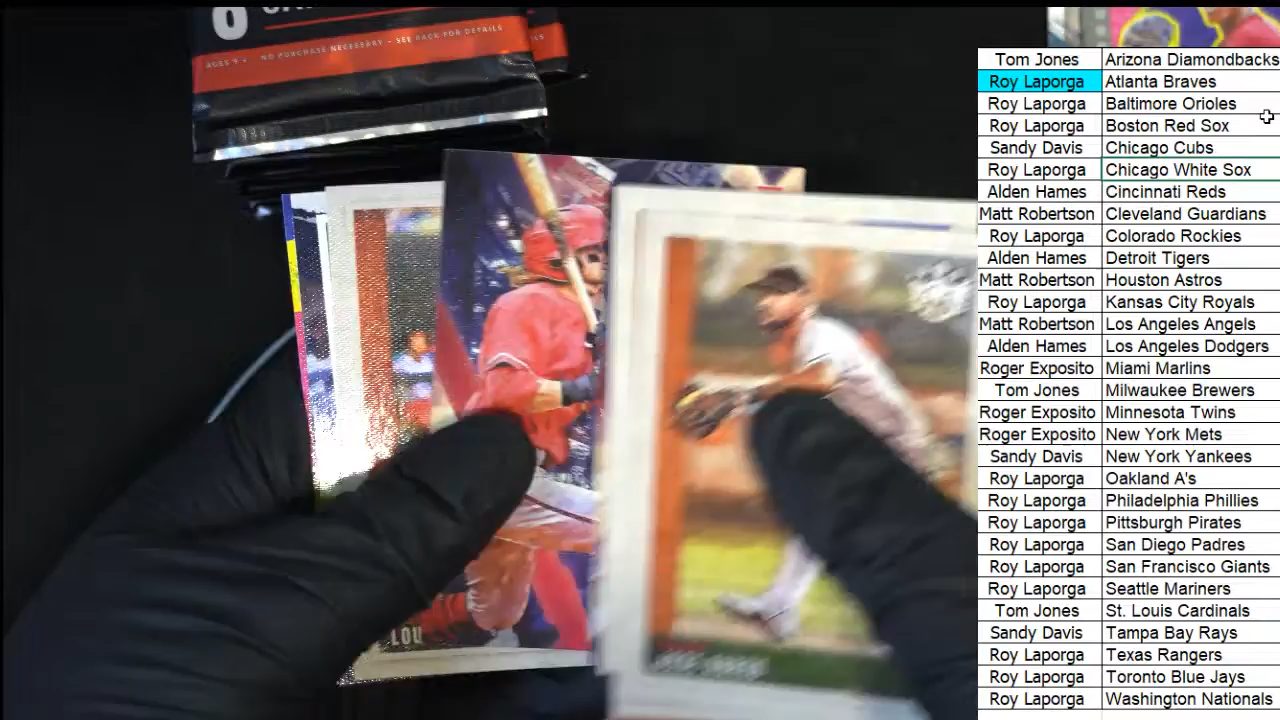 8
AGES 9+ NO PURCHASE NECESSARY - SEE PACK FOR DETAILS
LOU
Tom Jones Arizona Diamondbacks
Roy Laporga Atlanta Braves
Roy Laporga Baltimore Orioles
Roy Laporga Boston Red Sox
Sandy Davis Chicago Cubs
Roy Laporga Chicago White Sox
Alden Hames Cincinnati Reds
Matt Robertson Cleveland Guardians
Roy Laporga Colorado Rockies
Alden Hames Detroit Tigers
Matt Robertson Houston Astros
Roy Laporga Kansas City Royals
Matt Robertson Los Angeles Angels
Alden Hames Los Angeles Dodgers
Roger Exposito Miami Marlins
Tom Jones Milwaukee Brewers
Roger Exposito Minnesota Twins
Roger Exposito New York Mets
Sandy Davis New York Yankees
Roy Laporga Oakland A's
Roy Laporga Philadelphia Phillies
Roy Laporga Pittsburgh Pirates
Roy Laporga San Diego Padres
Roy Laporga San Francisco Giants
Roy Laporga Seattle Mariners
Tom Jones St. Louis Cardinals
Sandy Davis Tampa Bay Rays
Roy Laporga Texas Rangers
Roy Laporga Toronto Blue Jays
Roy Laporga Washington Nationals